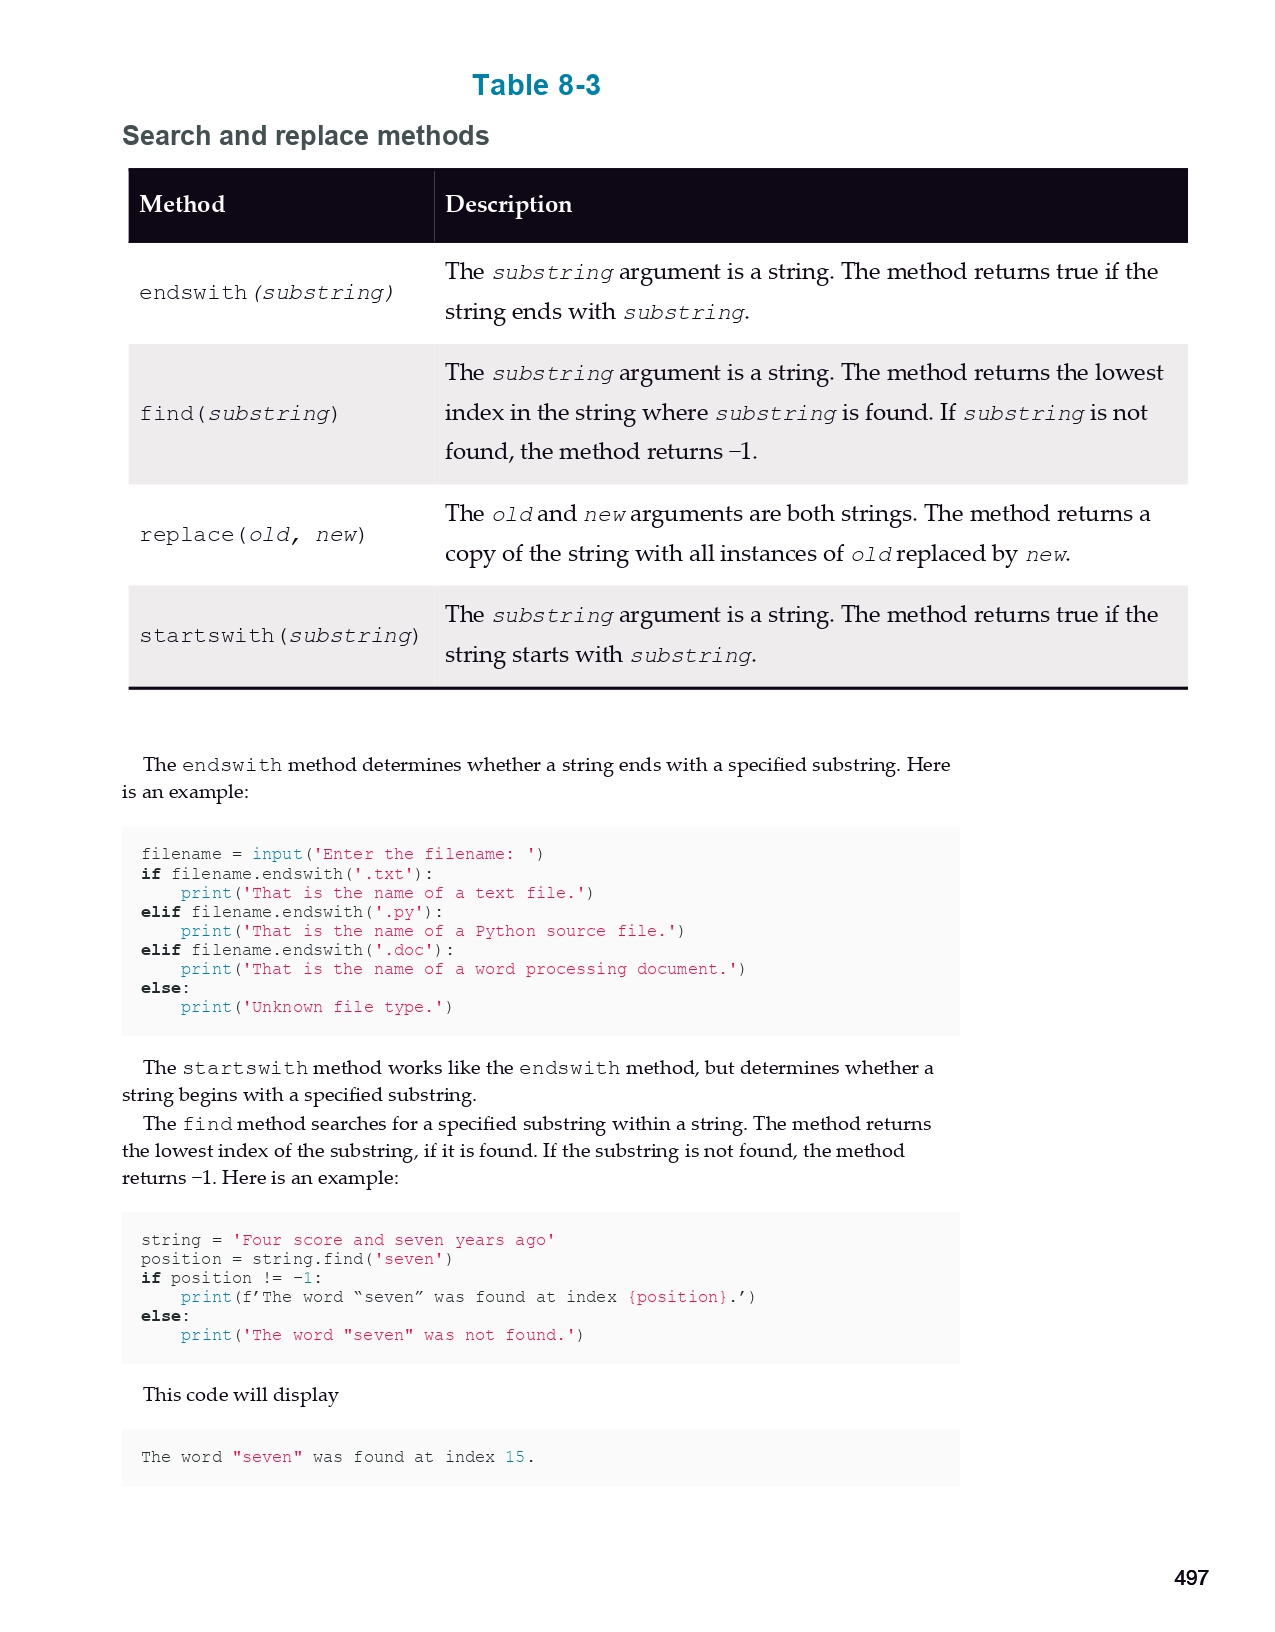 Table 8-3
Search and replace methods
Method Description
endswith(substring) The substring argument is a string. The method returns true if the
string ends with substring.
find(substring) The substring argument is a string. The method returns the lowest
index in the string where substring is found. If substring is not
found, the method returns −1.
replace(old, new) The old and new arguments are both strings. The method returns a
copy of the string with all instances of old replaced by new.
startswith(substring) The substring argument is a string. The method returns true if the
string starts with substring.
The endswith method determines whether a string ends with a specified substring. Here
is an example:
filename = input('Enter the filename: ')
if filename.endswith('.txt'):
    print('That is the name of a text file.')
elif filename.endswith('.py'):
    print('That is the name of a Python source file.')
elif filename.endswith('.doc'):
    print('That is the name of a word processing document.')
else:
    print('Unknown file type.')
The startswith method works like the endswith method, but determines whether a
string begins with a specified substring.
The find method searches for a specified substring within a string. The method returns
the lowest index of the substring, if it is found. If the substring is not found, the method
returns −1. Here is an example:
string = 'Four score and seven years ago'
position = string.find('seven')
if position != −1:
    print(f’The word “seven” was found at index {position}.’)
else:
    print('The word "seven" was not found.')
This code will display
The word "seven" was found at index 15.
497